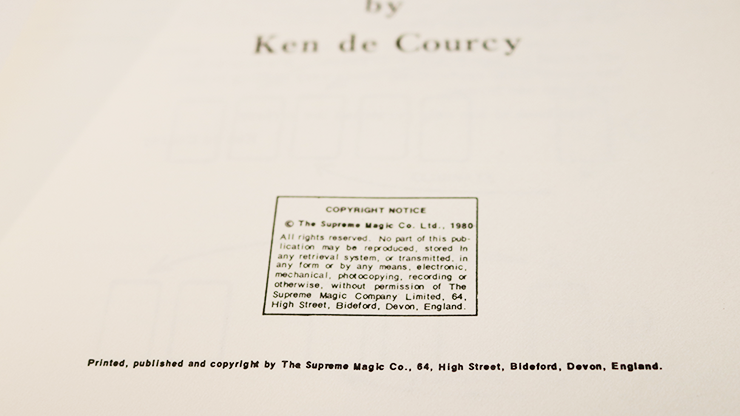 by
Ken de Courcy
COPYRIGHT NOTICE
© The Supreme Magic Co. Ltd., 1980
All rights reserved. No part of this pub-
lication may be reproduced, stored in
any retrieval system, or transmitted, in
any form or by any means, electronic,
mechanical, photocopying, recording or
otherwise, without permission of The
Supreme Magic Company Limited, 64,
High Street, Bideford, Devon, England.
Printed, published and copyright by The Supreme Magic Co., 64, High Street, Bideford, Devon, England.